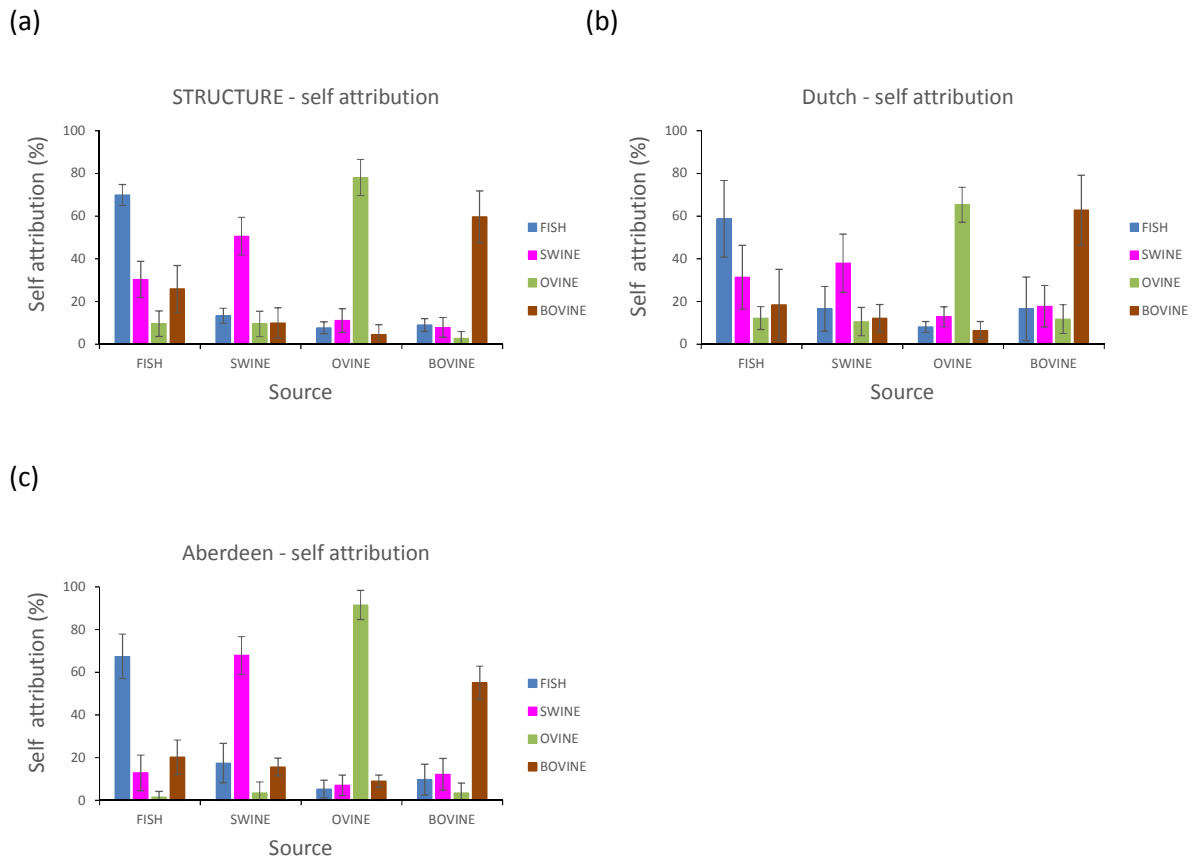 (a)
STRUCTURE - self attribution
Self attribution (%)
100
80
60
40
20
0
FISH SWINE OVINE BOVINE
Source
FISH
SWINE
OVINE
BOVINE
(b)
Dutch - self attribution
Self attribution (%)
100
80
60
40
20
0
FISH SWINE OVINE BOVINE
Source
FISH
SWINE
OVINE
BOVINE
(c)
Aberdeen - self attribution
Self attribution (%)
100
80
60
40
20
0
FISH SWINE OVINE BOVINE
Source
FISH
SWINE
OVINE
BOVINE